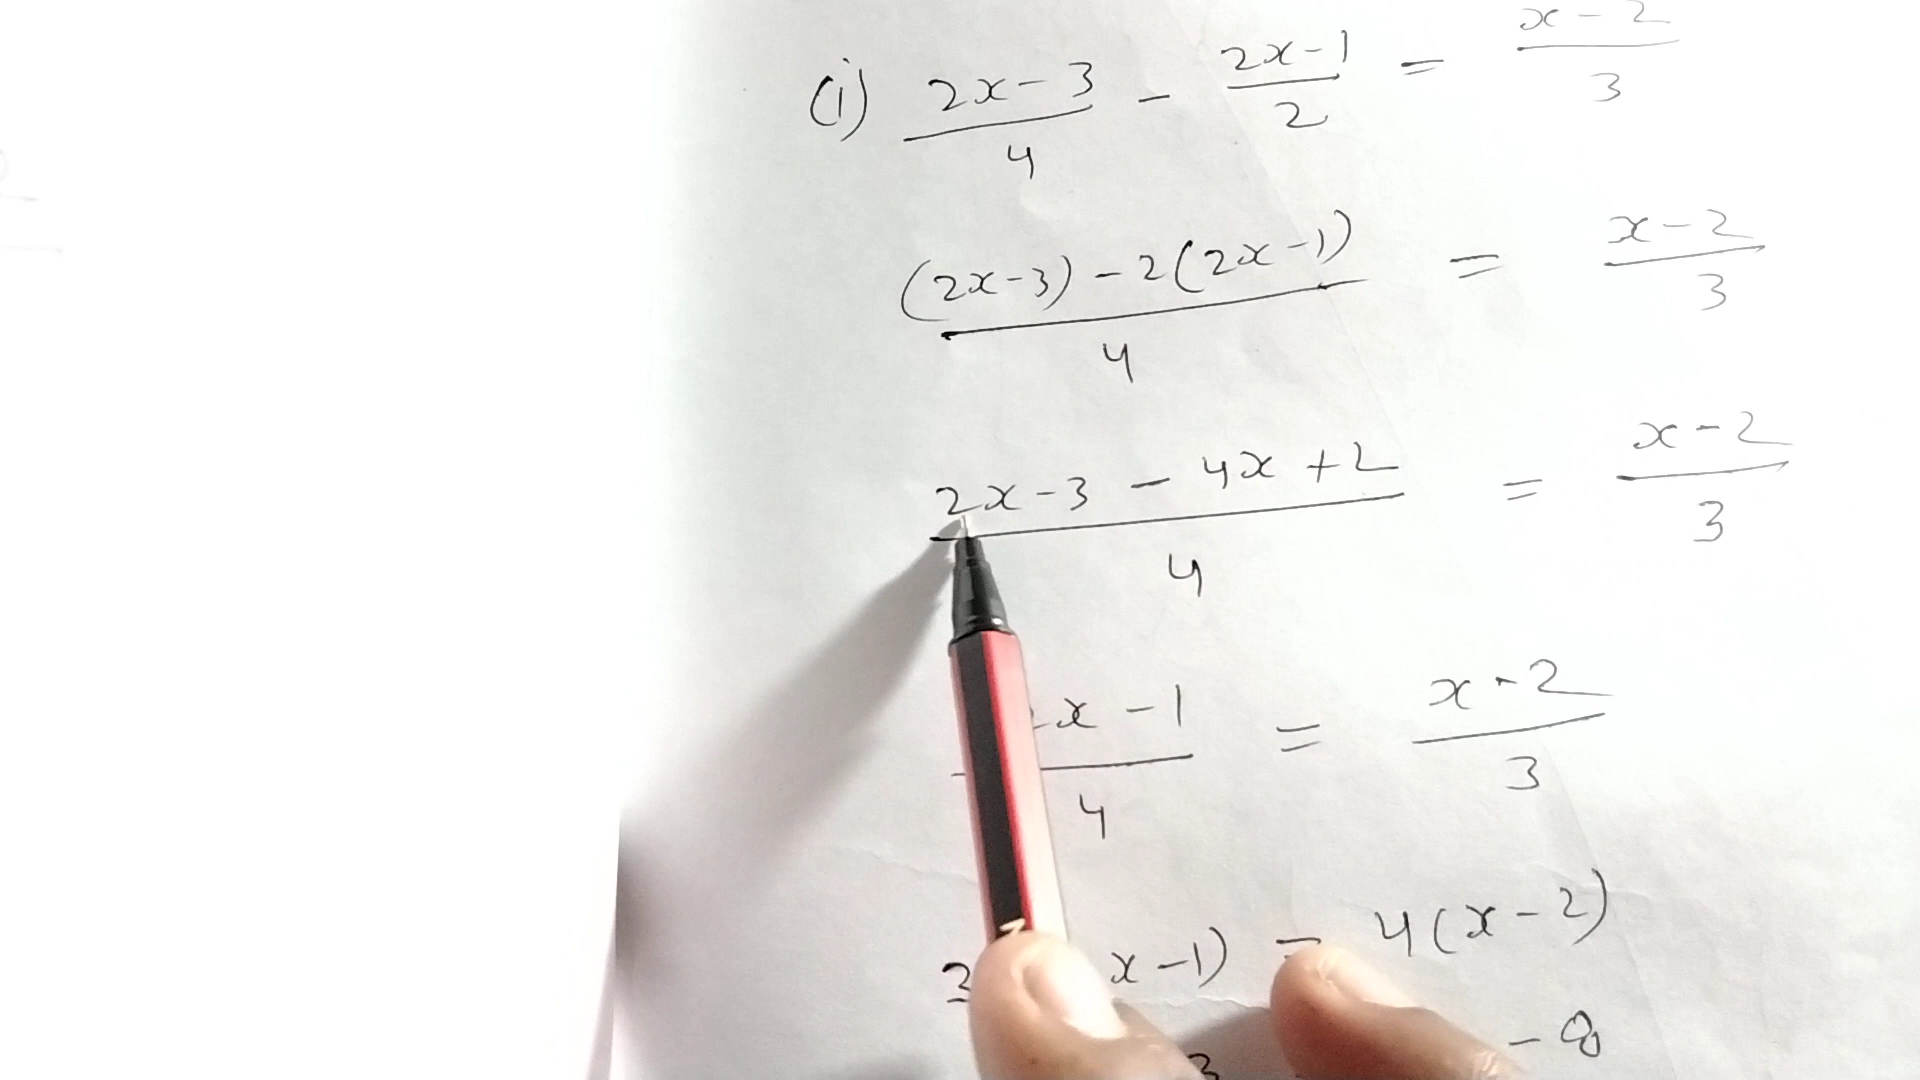 (i) 2x-3/4 - 2x-1/2 = x-2/3
(2x-3)-2(2x-1)/4 = x-2/3
2x-3-4x+2/4 = x-2/3
x-1/4 = x-2/3
x-1) = 4(x-2)
3 -8